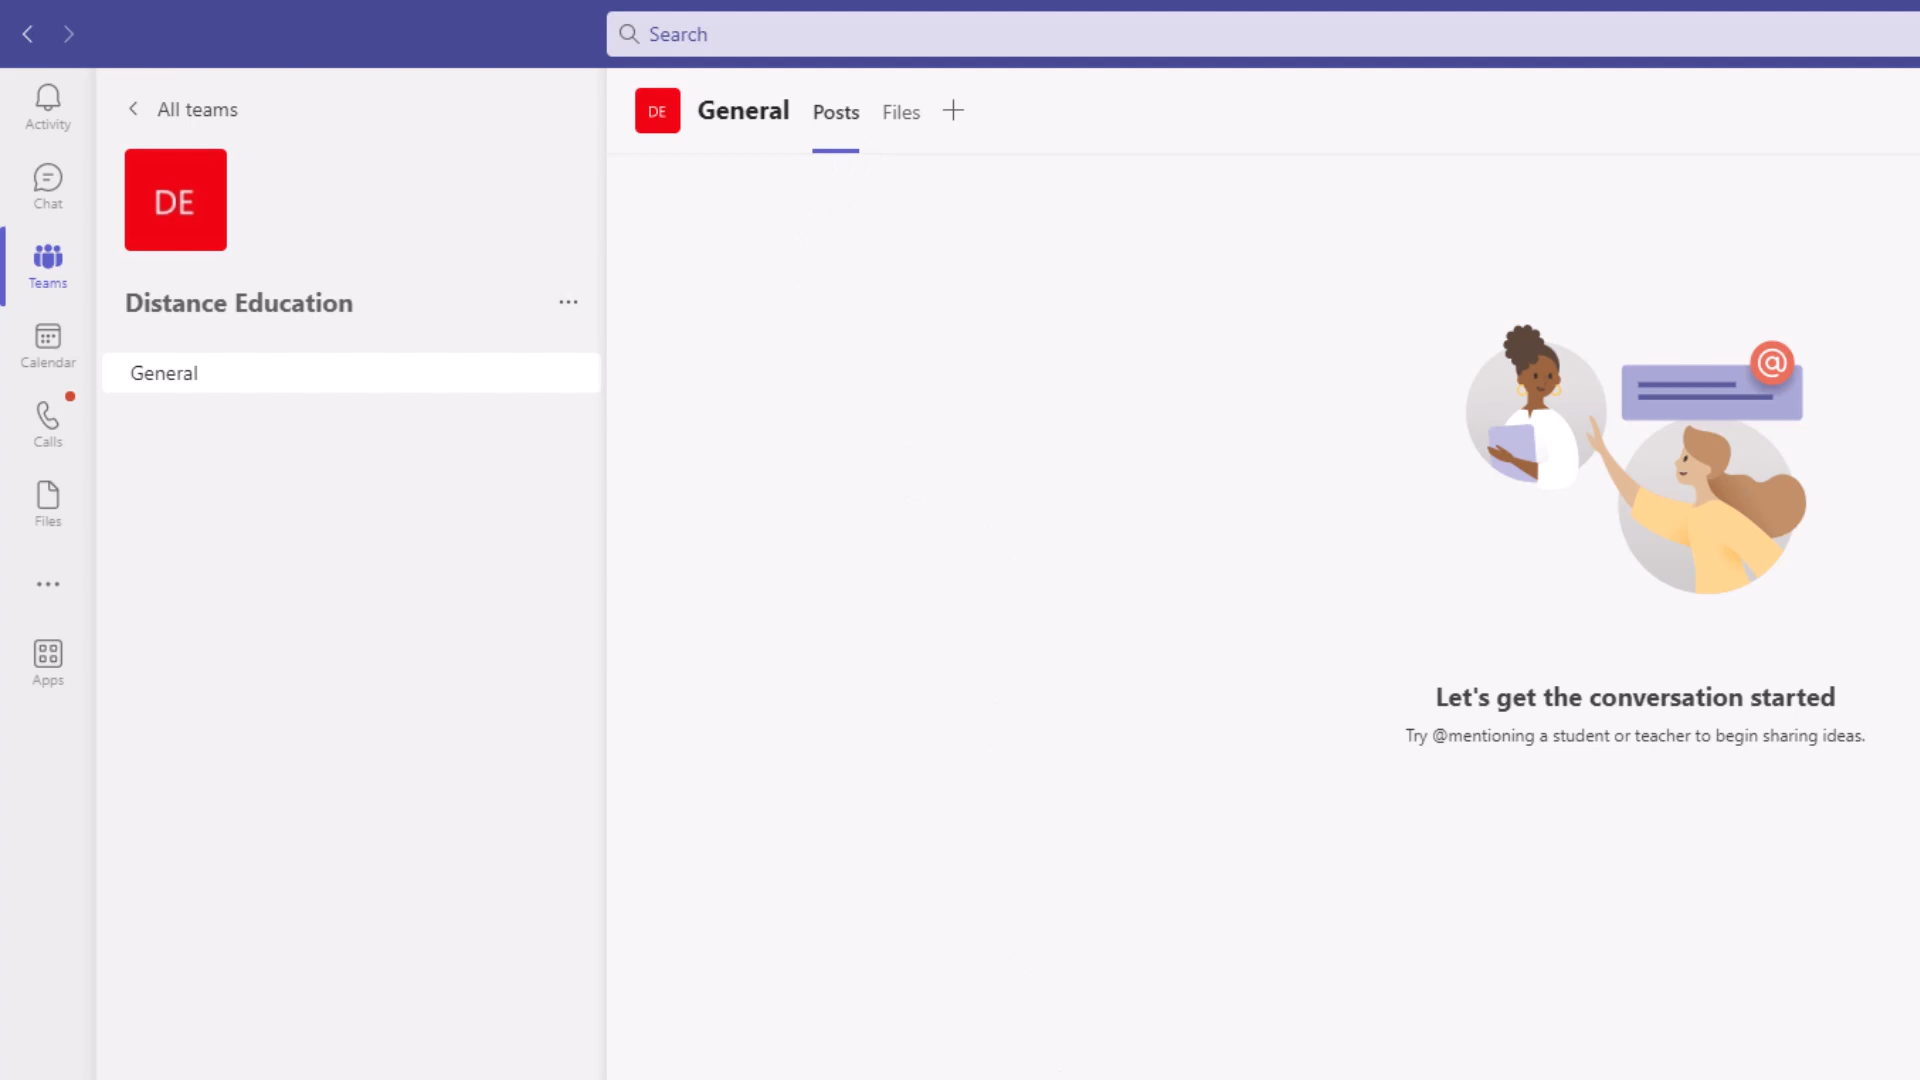 Search
Activity
Chat
Teams
Calendar
Calls
Files
Apps
All teams
DE
Distance Education
General
DE
General Posts Files
@
Let's get the conversation started
Try @mentioning a student or teacher to begin sharing ideas.